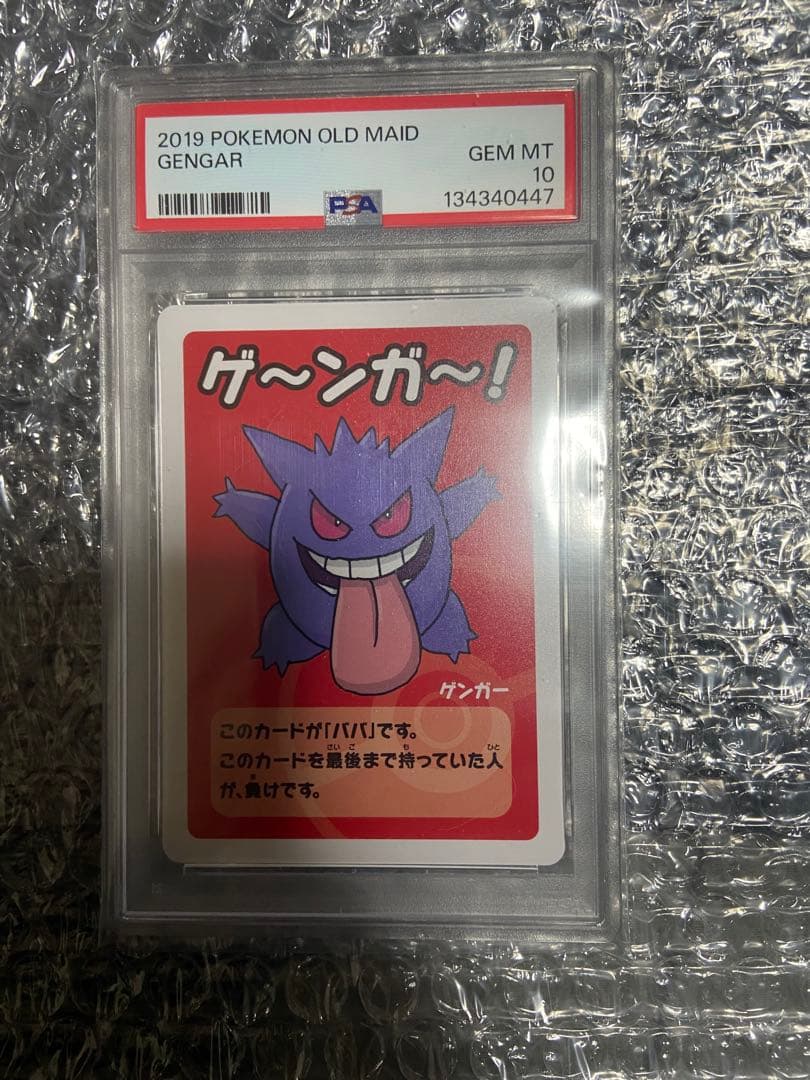 2019 POKEMON OLD MAID
GENGAR
GEM MT
10
PSA
134340447
ゲ〜ンガ〜!
ゲンガー
このカードが「ババ」です。
このカードを最後まで持っていた人
が、負けです。